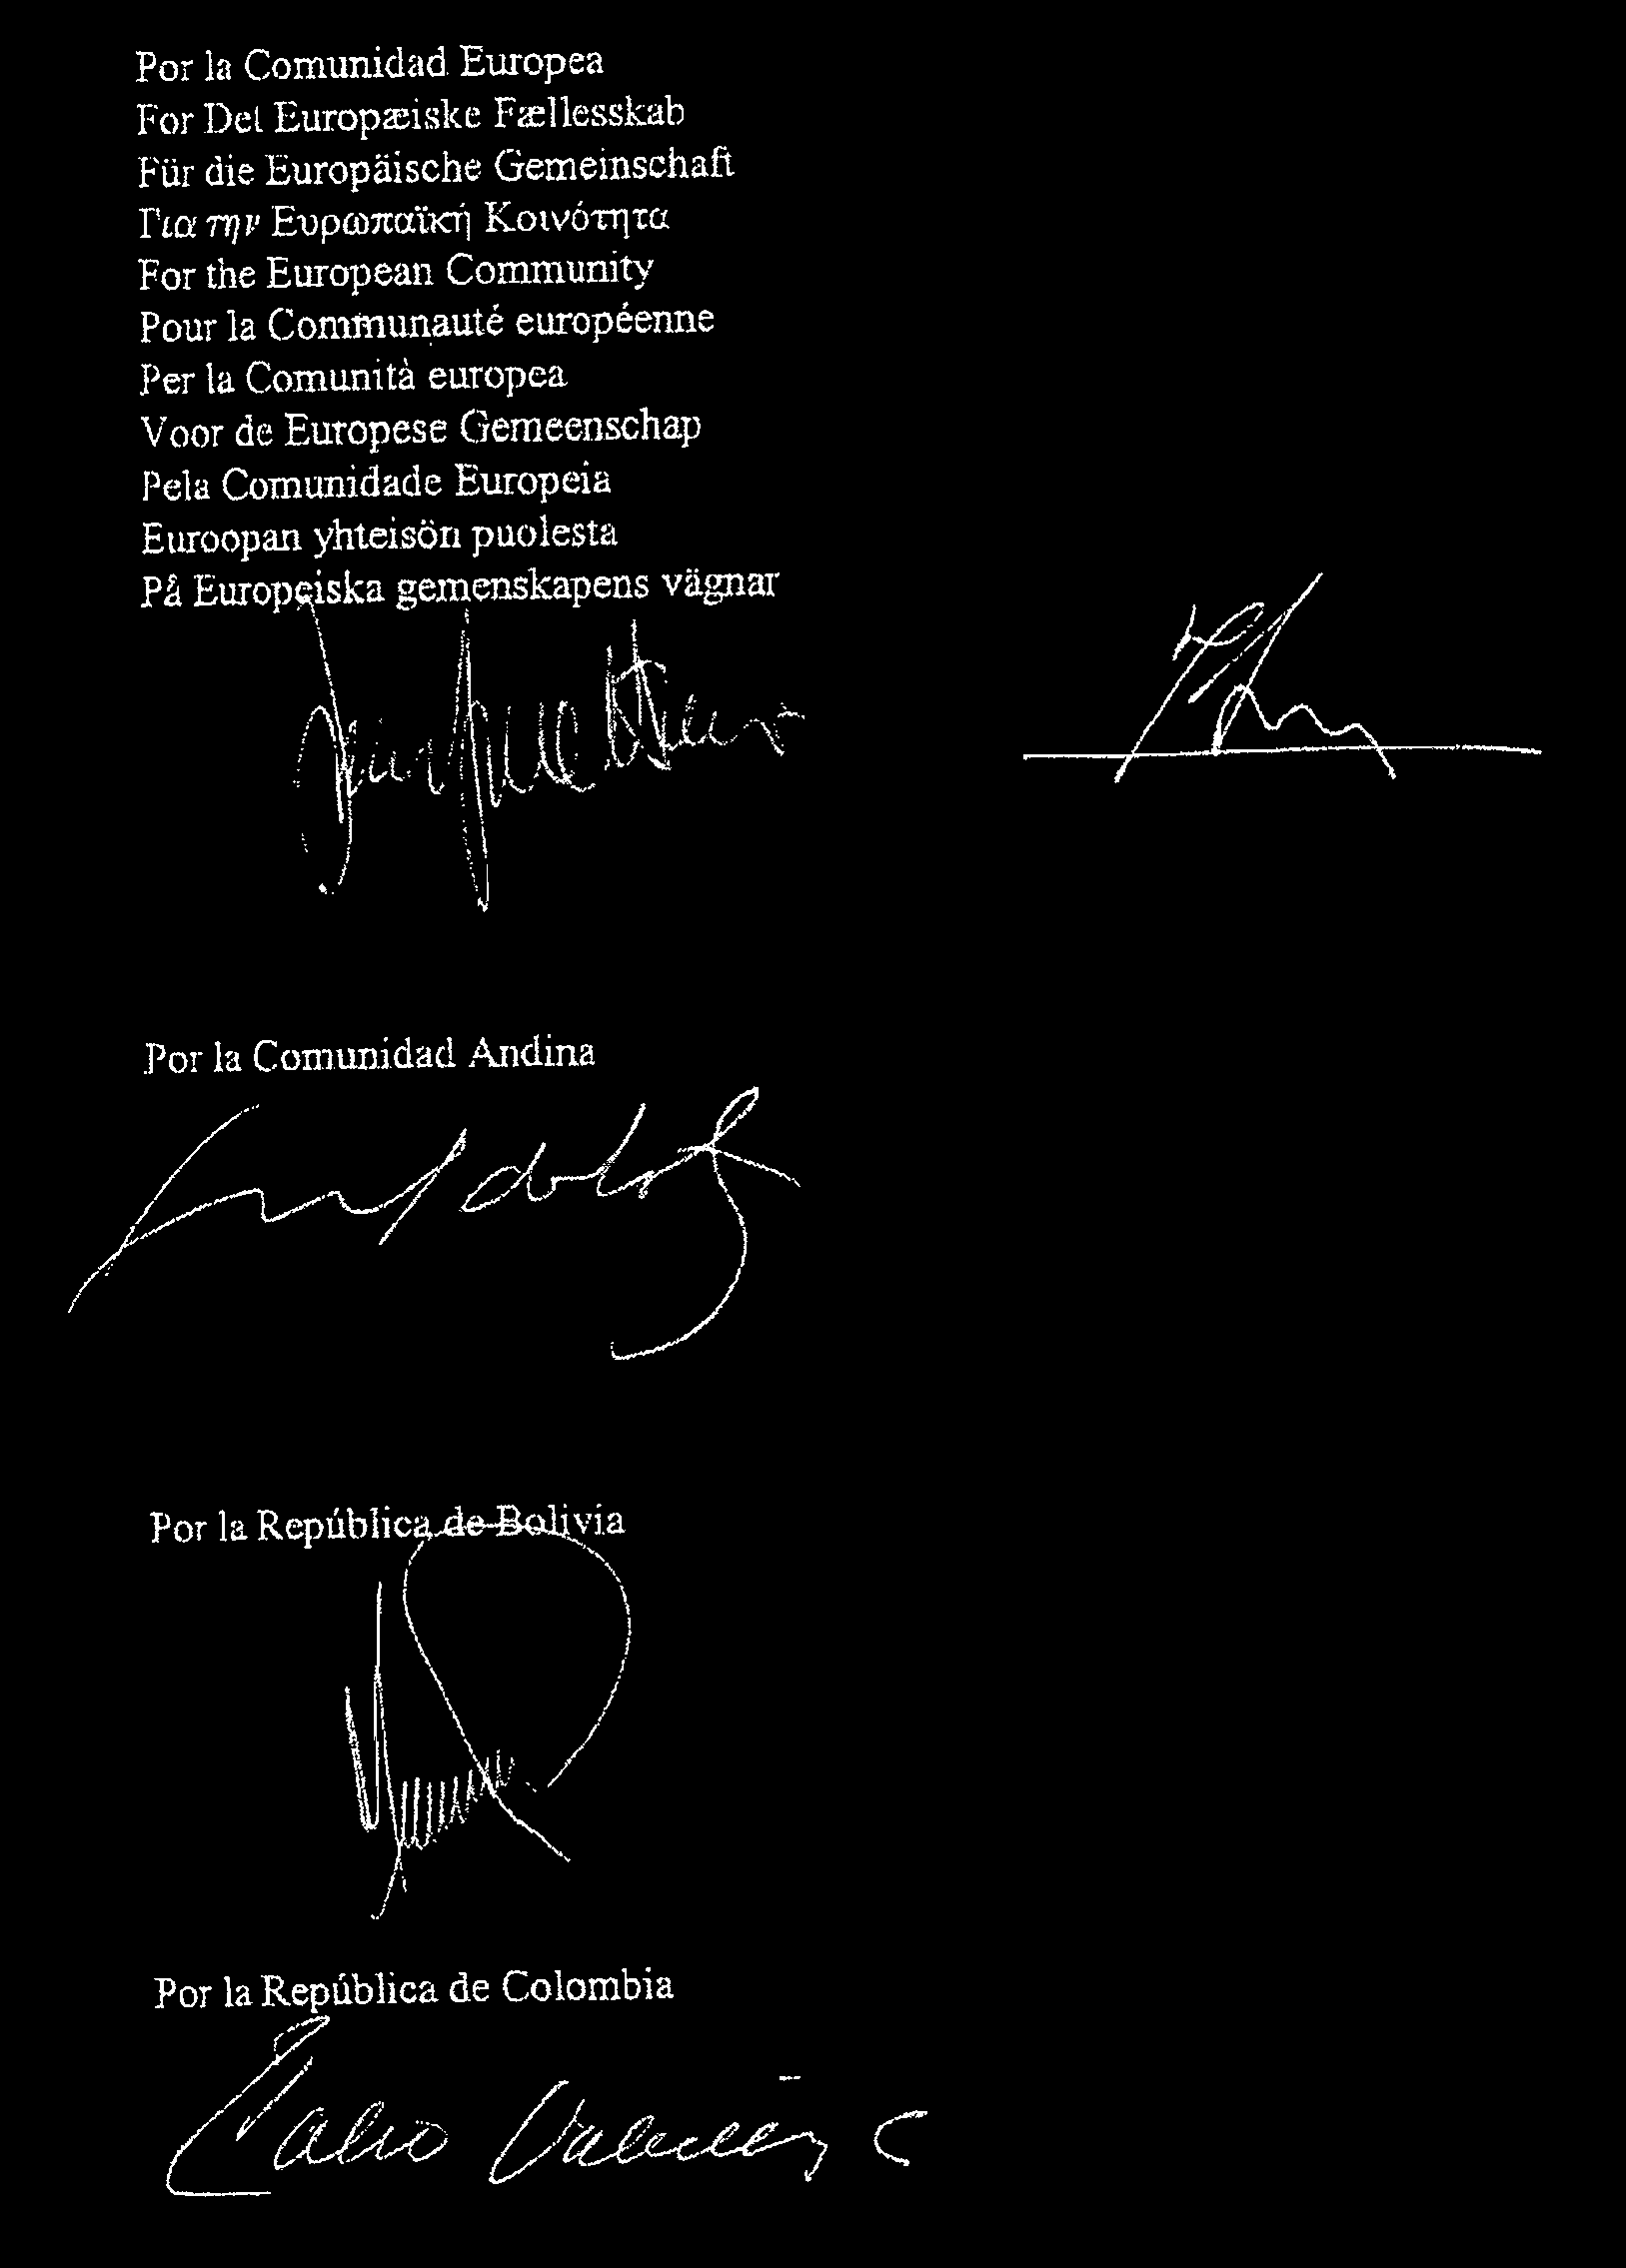 Por la Comunidad Europea
For Det Europæiske Fællesskab
Für die Europäische Gemeinschaft
Για την Ευρωπαϊκή Κοινότητα
For the European Community
Pour la Communauté européenne
Per la Comunità europea
Voor de Europese Gemeenschap
Pela Comunidade Europeia
Euroopan yhteisön puolesta
På Europeiska gemenskapens vägnar
Por la Comunidad Andina
Por la República de Bolivia
Por la República de Colombia